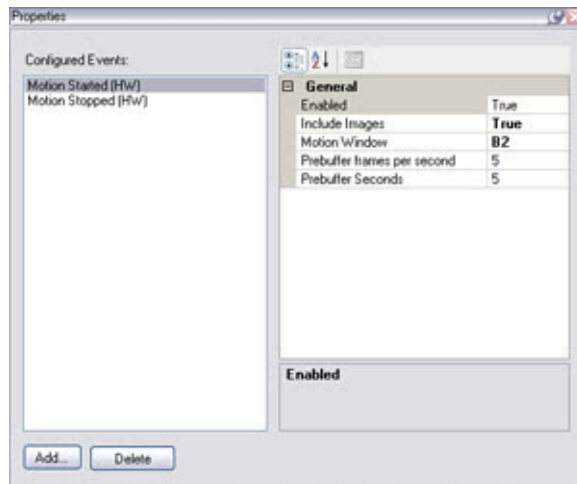 Properties
Configured Events:
Motion Started (HW)
Motion Stopped (HW)
General
Enabled True
Include Images True
Motion Window B2
Prebuffer frames per second 5
Prebuffer Seconds 5
Enabled
Add...
Delete